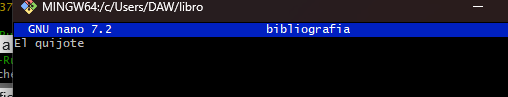 MINGW64:/c/Users/DAW/libro
GNU nano 7.2 bibliografia
El quijote